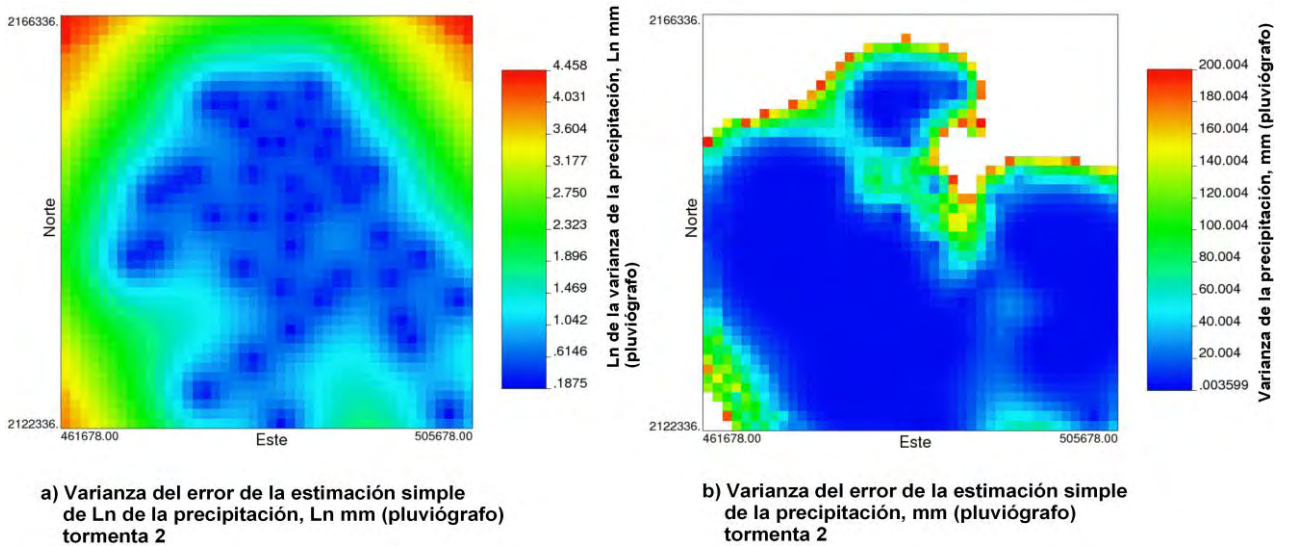 2166336.
Norte
2122336.
461678.00
Este
505678.00
4.458
4.031
3.604
3.177
2.750
2.323
1.896
1.469
1.042
.6146
.1875
Ln de la varianza de la precipitación, Ln mm
(pluviógrafo)
a) Varianza del error de la estimación simple
de Ln de la precipitación, Ln mm (pluviógrafo)
tormenta 2
2166336.
Norte
2122336.
461678.00
Este
505678.00
200.004
180.004
160.004
140.004
120.004
100.004
80.004
60.004
40.004
20.004
.003599
Varianza de la precipitación, mm (pluviógrafo)
b) Varianza del error de la estimación simple
de la precipitación, mm (pluviógrafo)
tormenta 2